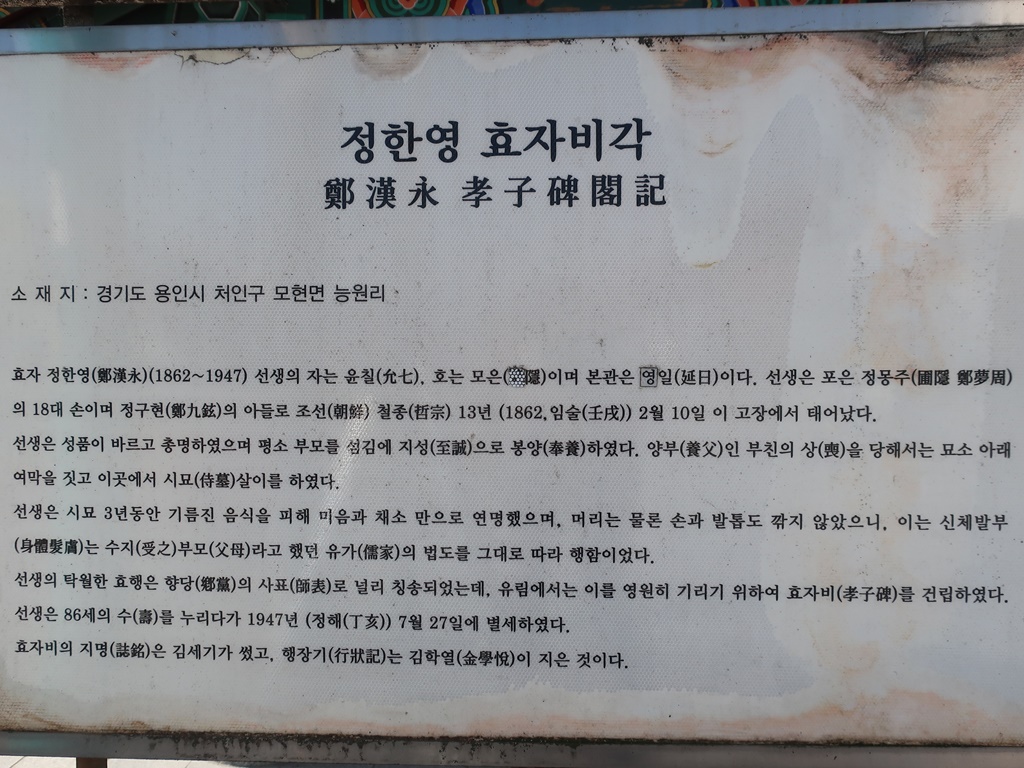 정한영 효자비각
鄭漢永 孝子碑閣記
소 재 지 : 경기도 용인시 처인구 모현면 능원리
효자 정한영(鄭漢永)(1862~1947) 선생의 자는 윤칠(允七), 호는 모은(隱)이며 본관은 영일(延日)이다. 선생은 포은 정몽주(圃隱 鄭夢周)
의 18대 손이며 정구현(鄭九鉉)의 아들로 조선(朝鮮) 철종(哲宗) 13년 (1862,임술(壬戌)) 2월 10일 이 고장에서 태어났다.
선생은 성품이 바르고 총명하였으며 평소 부모를 섬김에 지성(至誠)으로 봉양(奉養)하였다. 양부(養父)인 부친의 상(喪)을 당해서는 묘소 아래
여막을 짓고 이곳에서 시묘(侍墓)살이를 하였다.
선생은 시묘 3년동안 기름진 음식을 피해 미음과 채소 만으로 연명했으며, 머리는 물론 손과 발톱도 깎지 않았으니, 이는 신체발부
(身體髮膚)는 수지(受之)부모(父母)라고 했던 유가(儒家)의 법도를 그대로 따라 행함이었다.
선생의 탁월한 효행은 향당(鄕黨)의 사표(師表)로 널리 칭송되었는데, 유림에서는 이를 영원히 기리기 위하여 효자비(孝子碑)를 건립하였다.
선생은 86세의 수(壽)를 누리다가 1947년 (정해(丁亥)) 7월 27일에 별세하였다.
효자비의 지명(誌銘)은 김세기가 썼고, 행장기(行狀記)는 김학열(金學悅)이 지은 것이다.